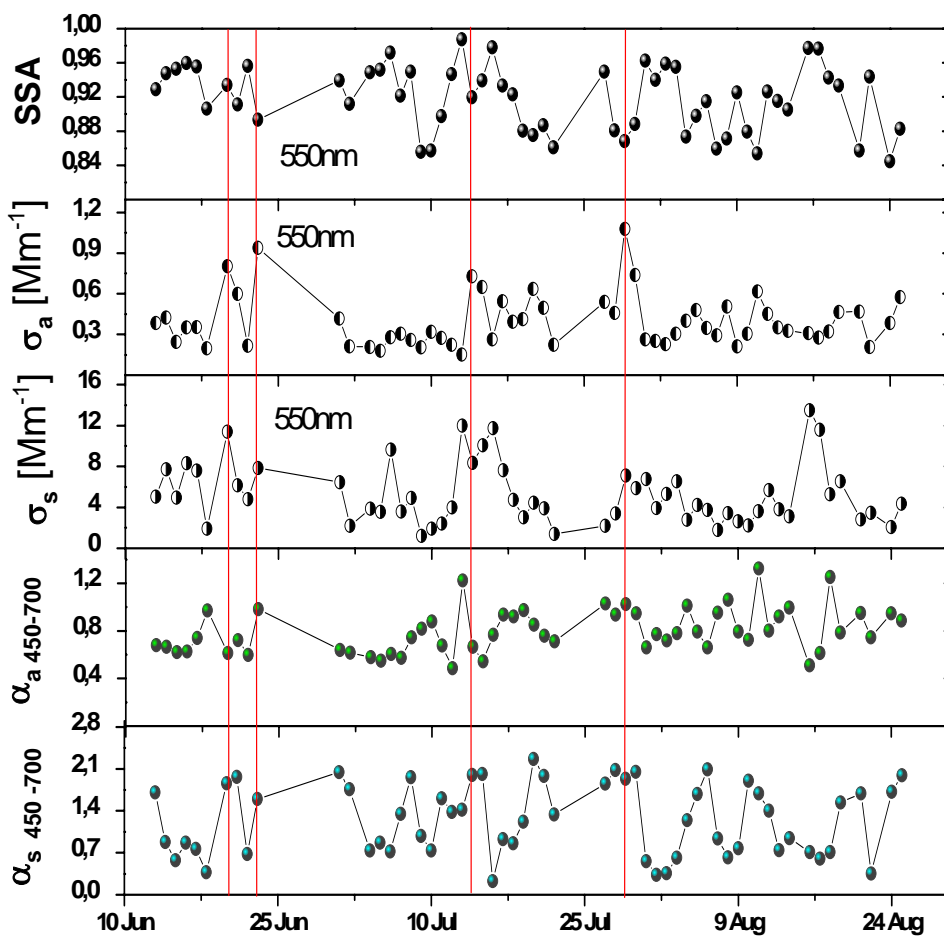 1,00
0,96
0,92
0,88
0,84
SSA
550nm
1,2
0,9
0,6
0,3
σa [Mm-1]
550nm
16
12
8
4
0
σs [Mm-1]
550nm
1,2
0,8
0,4
αa 450-700
2,8
2,1
1,4
0,7
0,0
αs 450 -700
10 Jun 25 Jun 10 Jul 25 Jul 9 Aug 24 Aug